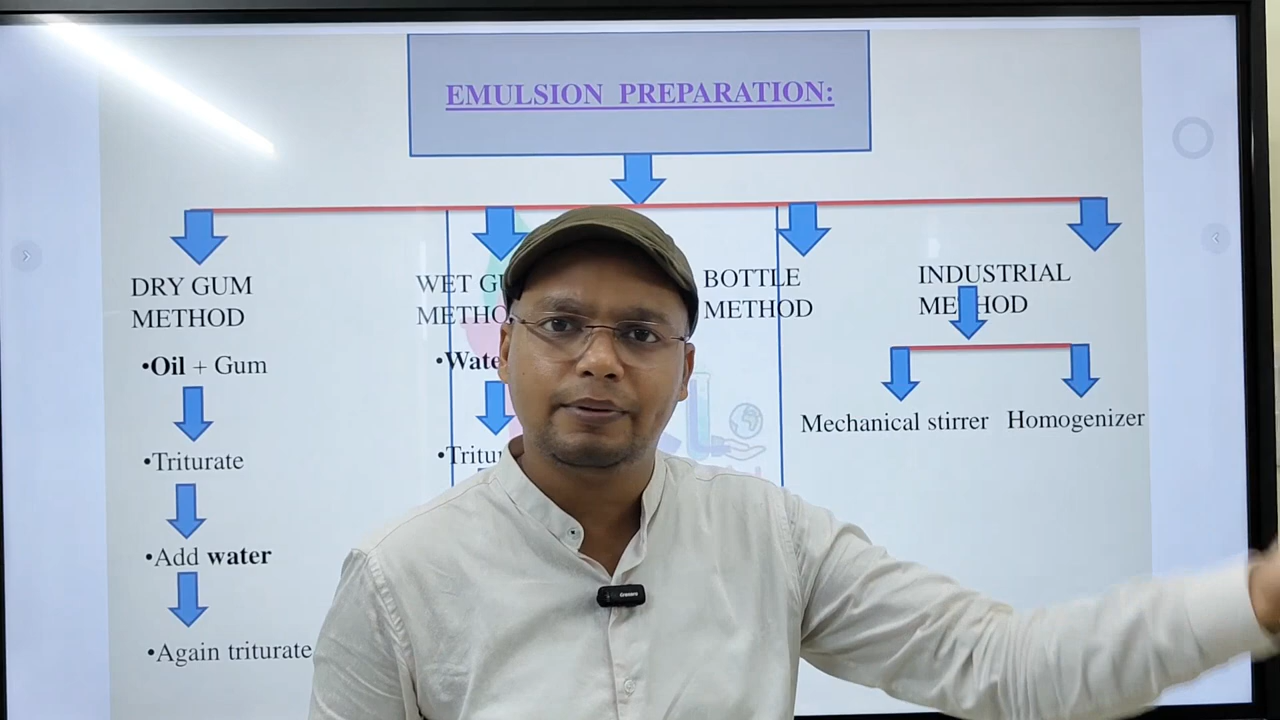 EMULSION PREPARATION:
DRY GUM
METHOD
•Oil + Gum
•Triturate
•Add water
•Again triturate
WET
BOTTLE
METHOD
INDUSTRIAL
METHOD
Mechanical stirrer
Homogenizer